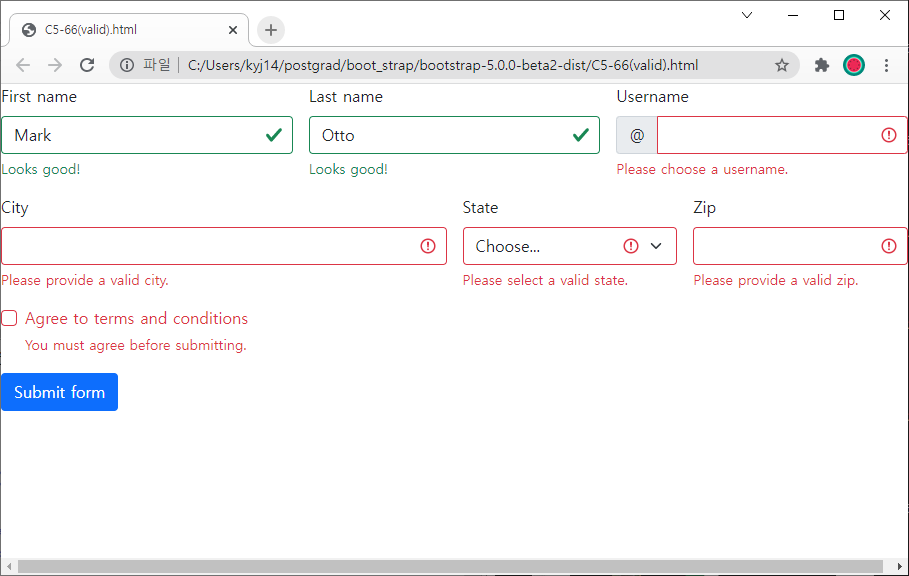 C5-66(valid).html
파일 C:/Users/kyj14/postgrad/boot_strap/bootstrap-5.0.0-beta2-dist/C5-66(valid).html
First name Last name Username
Mark Otto @
Looks good! Looks good! Please choose a username.
City State Zip
Choose...
Please provide a valid city. Please select a valid state. Please provide a valid zip.
Agree to terms and conditions
You must agree before submitting.
Submit form